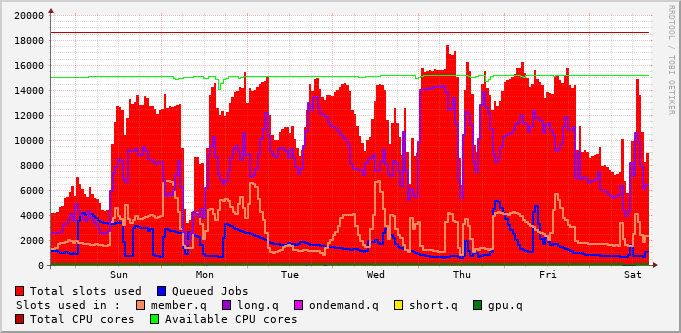 20000
18000
16000
14000
12000
10000
8000
6000
4000
2000
0
Sun Mon Tue Wed Thu Fri Sat
RRDTOOL / TOBI OETIKER
Total slots used Queued Jobs
Slots used in : member.q long.q ondemand.q short.q gpu.q
Total CPU cores Available CPU cores